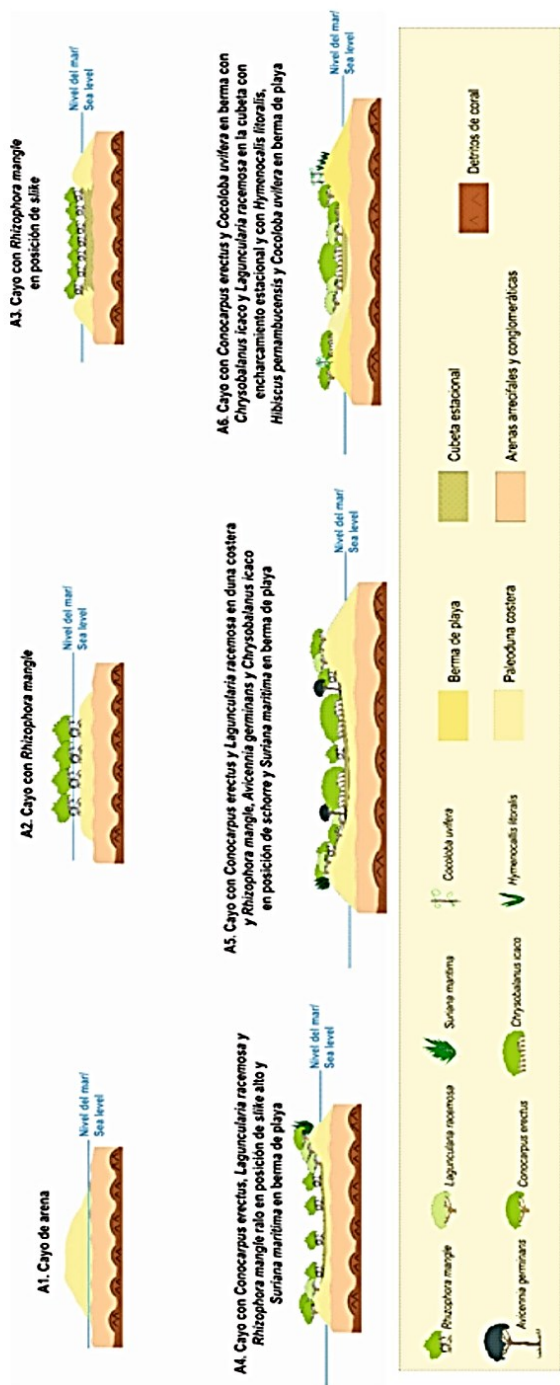 A1. Cayo de arena
Nivel del mar/
Sea level
A2. Cayo con Rhizophora mangle
Nivel del mar/
Sea level
A3. Cayo con Rhizophora mangle
en posición de slike
Nivel del mar/
Sea level
A4. Cayo con Conocarpus erectus, Laguncularia racemosa y
Rhizophora mangle ralo en posición de slike alto y
Suriana maritima en berma de playa
Nivel del mar/
Sea level
A5. Cayo con Conocarpus erectus y Laguncularia racemosa en duna costera
y Rhizophora mangle, Avicennia germinans y Chrysobalanus icaco
en posición de schorre y Suriana maritima en berma de playa
Nivel del mar/
Sea level
A6. Cayo con Conocarpus erectus y Cocoloba uvifera en berma con
Chrysobalanus icaco y Laguncularia racemosa en la cubeta con
encharcamiento estacional y con Hymenocalis litoralis,
Hibiscus pernambucensis y Cocoloba uvifera en berma de playa
Nivel del mar/
Sea level
Rhizophora mangle
Laguncularia racemosa
Suriana maritima
Cocoloba uvifera
Berma de playa
Cubeta estacional
Detritos de coral
Avicennia germinans
Conocarpus erectus
Chrysobalanus icaco
Hymenocallis litoralis
Paleoduna costera
Arenas arrecifales y conglomeráticas